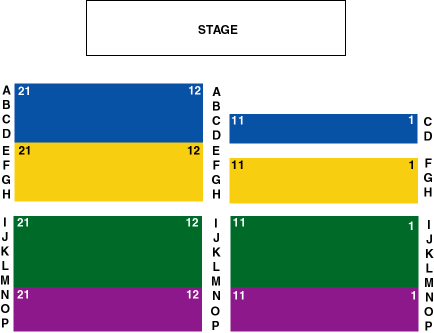 STAGE
A 21 12 A
B B
C C 11 1 C
D D D
E 21 12 E
F F 11 1 F
G G G
H H H
I 21 12 I 11 1 I
J J J
K K K
L L L
M M M
N 21 12 N 11 1 N
O O O
P P P